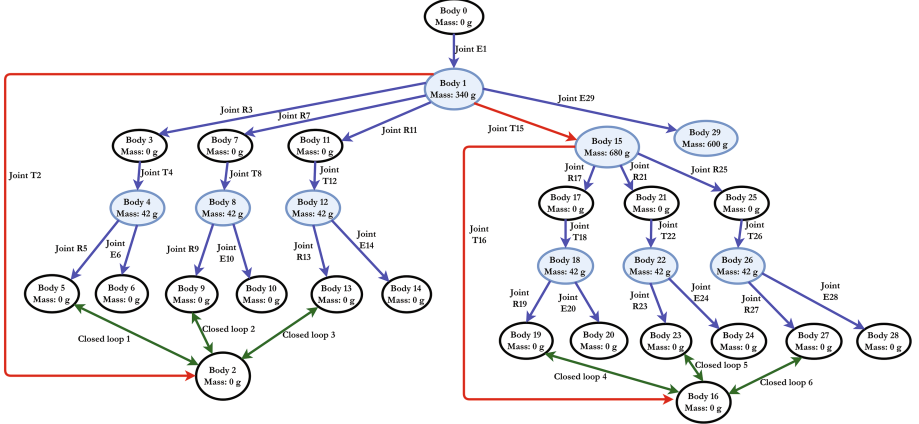 Body 0
Mass: 0 g
Joint E1
Body 1
Mass: 340 g
Joint E29
Joint R3
Joint R7
Joint R11
Joint T15
Body 29
Mass: 600 g
Body 3
Mass: 0 g
Body 7
Mass: 0 g
Body 11
Mass: 0 g
Body 15
Mass: 680 g
Joint T2
Joint T4
Joint T8
Joint
T12
Joint
R17
Joint
R21
Joint R25
Body 4
Mass: 42 g
Body 8
Mass: 42 g
Body 12
Mass: 42 g
Body 17
Mass: 0 g
Body 21
Mass: 0 g
Body 25
Mass: 0 g
Joint
T16
Joint
T18
Joint
T22
Joint
T26
Joint R5
Joint
E6
Joint R9
Joint
E10
Joint
R13
Joint
E14
Body 18
Mass: 42 g
Body 22
Mass: 42 g
Body 26
Mass: 42 g
Body 5
Mass: 0 g
Body 6
Mass: 0 g
Body 9
Mass: 0 g
Body 10
Mass: 0 g
Body 13
Mass: 0 g
Body 14
Mass: 0 g
Joint
R19
Joint
E20
Joint
R23
Joint
E24
Joint
R27
Joint
E28
Closed loop 1
Closed loop 2
Closed loop 3
Body 19
Mass: 0 g
Body 20
Mass: 0 g
Body 23
Mass: 0 g
Body 24
Mass: 0 g
Body 27
Mass: 0 g
Body 28
Mass: 0 g
Body 2
Mass: 0 g
Closed loop 4
Closed loop 5
Closed loop 6
Body 16
Mass: 0 g